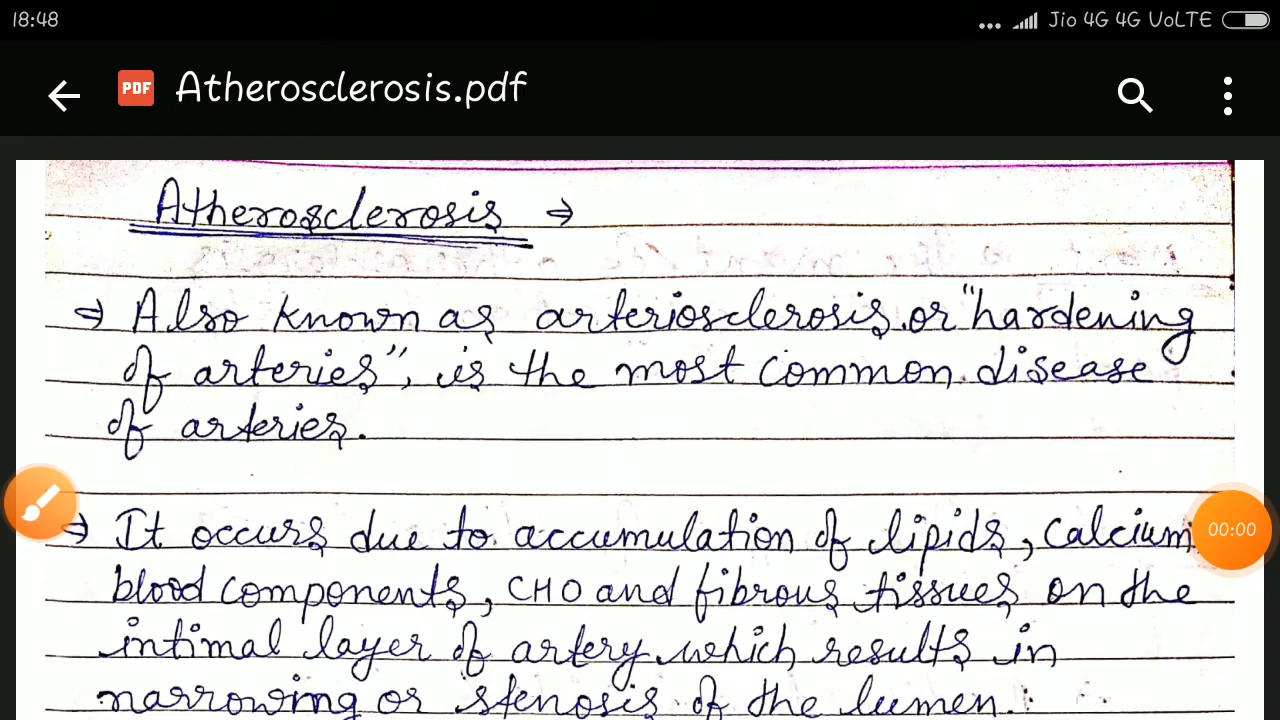 18:48
... Jio 4G 4G VoLTE
PDF Atherosclerosis.pdf
Atherosclerosis ⇒
⇒ Also known as arteriosclerosis or "hardening
of arteries", is the most common disease
of arteries.
⇒ It occurs due to accumulation of lipids, calcium
blood components, CHO and fibrous tissues on the
intimal layer of artery which results in
narrowing or stenosis of the lumen.
00:00